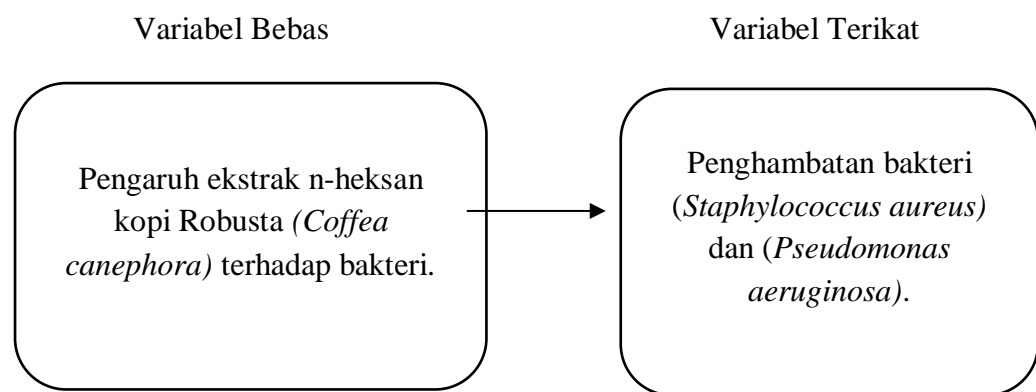 Variabel Bebas
Variabel Terikat
Pengaruh ekstrak n-heksan
kopi Robusta (Coffea
canephora) terhadap bakteri.
Penghambatan bakteri
(Staphylococcus aureus)
dan (Pseudomonas
aeruginosa).